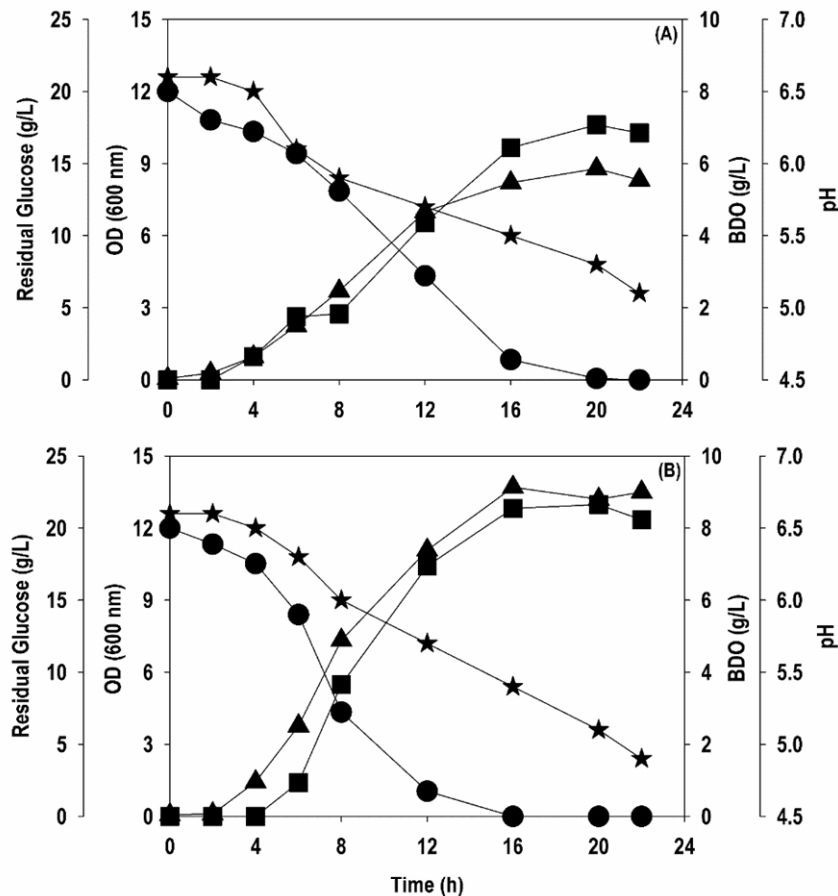 25 15 (A) 10 7.0
20 12 8 6.5
15 9 6 6.0
10 6 4 5.5
5 3 2 5.0
0 0 0 4.5
0 4 8 12 16 20 24
Residual Glucose (g/L)
OD (600 nm)
BDO (g/L)
pH
25 15 (B) 10 7.0
20 12 8 6.5
15 9 6 6.0
10 6 4 5.5
5 3 2 5.0
0 0 0 4.5
0 4 8 12 16 20 24
Residual Glucose (g/L)
OD (600 nm)
BDO (g/L)
pH
Time (h)